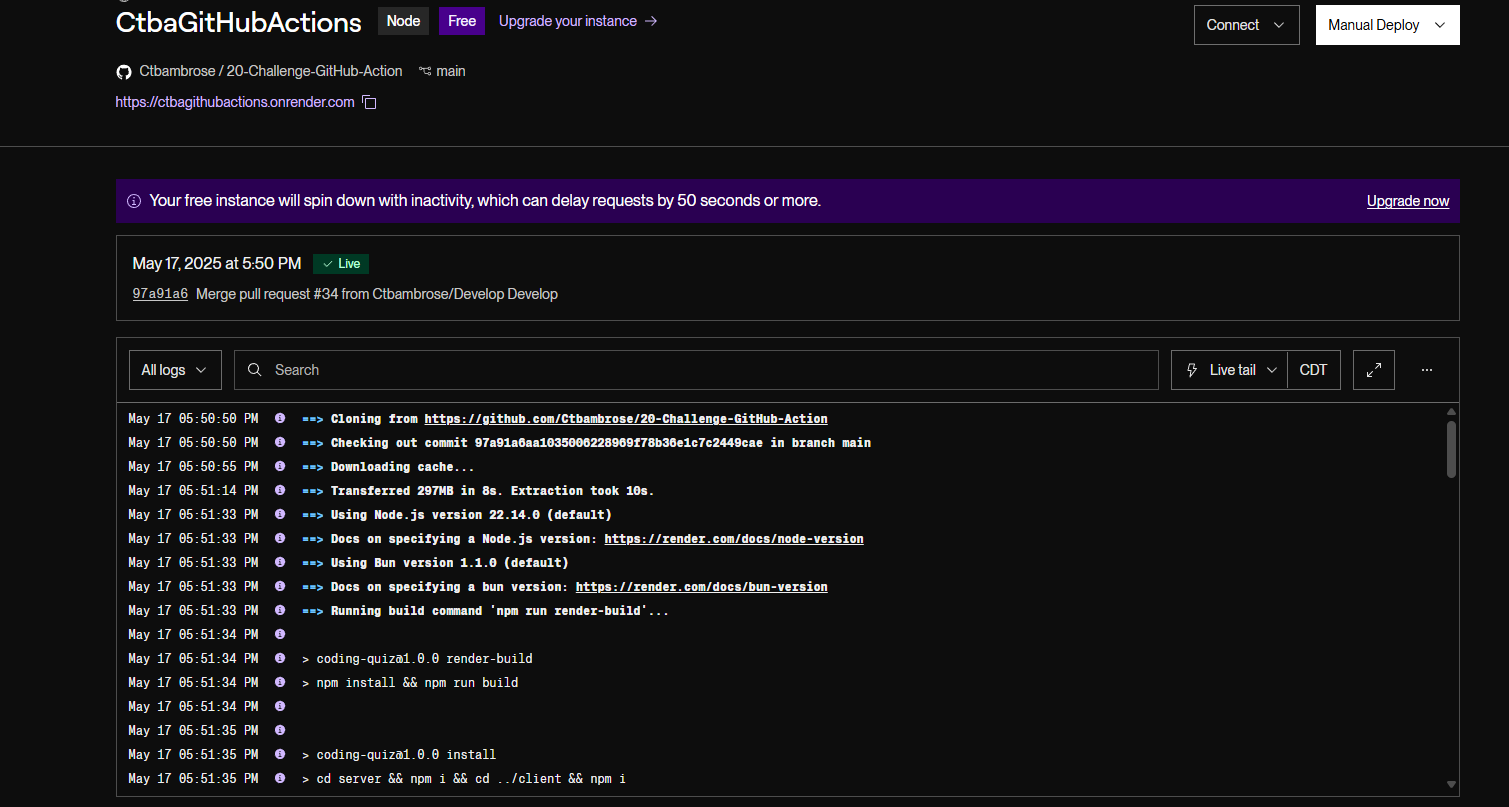 CtbaGitHubActions Node Free Upgrade your instance → Connect Manual Deploy
Ctbambrose / 20-Challenge-GitHub-Action main
https://ctbagithubactions.onrender.com
Your free instance will spin down with inactivity, which can delay requests by 50 seconds or more. Upgrade now
May 17, 2025 at 5:50 PM ✓ Live
97a91a6 Merge pull request #34 from Ctbambrose/Develop Develop
All logs Search Live tail CDT ...
May 17 05:50:50 PM ==> Cloning from https://github.com/Ctbambrose/20-Challenge-GitHub-Action
May 17 05:50:50 PM ==> Checking out commit 97a91a6aa1035006228969f78b36e1c7c2449cae in branch main
May 17 05:50:55 PM ==> Downloading cache...
May 17 05:51:14 PM ==> Transferred 297MB in 8s. Extraction took 10s.
May 17 05:51:33 PM ==> Using Node.js version 22.14.0 (default)
May 17 05:51:33 PM ==> Docs on specifying a Node.js version: https://render.com/docs/node-version
May 17 05:51:33 PM ==> Using Bun version 1.1.0 (default)
May 17 05:51:33 PM ==> Docs on specifying a bun version: https://render.com/docs/bun-version
May 17 05:51:33 PM ==> Running build command 'npm run render-build'...
May 17 05:51:34 PM
May 17 05:51:34 PM > coding-quiz@1.0.0 render-build
May 17 05:51:34 PM > npm install && npm run build
May 17 05:51:34 PM
May 17 05:51:35 PM
May 17 05:51:35 PM > coding-quiz@1.0.0 install
May 17 05:51:35 PM > cd server && npm i && cd ../client && npm i